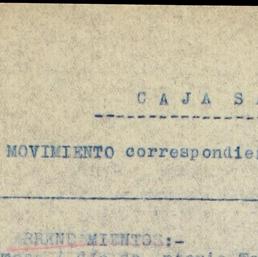 C A J A S
MOVIMIENTO correspondie
ARRENDAMIENTOS:-